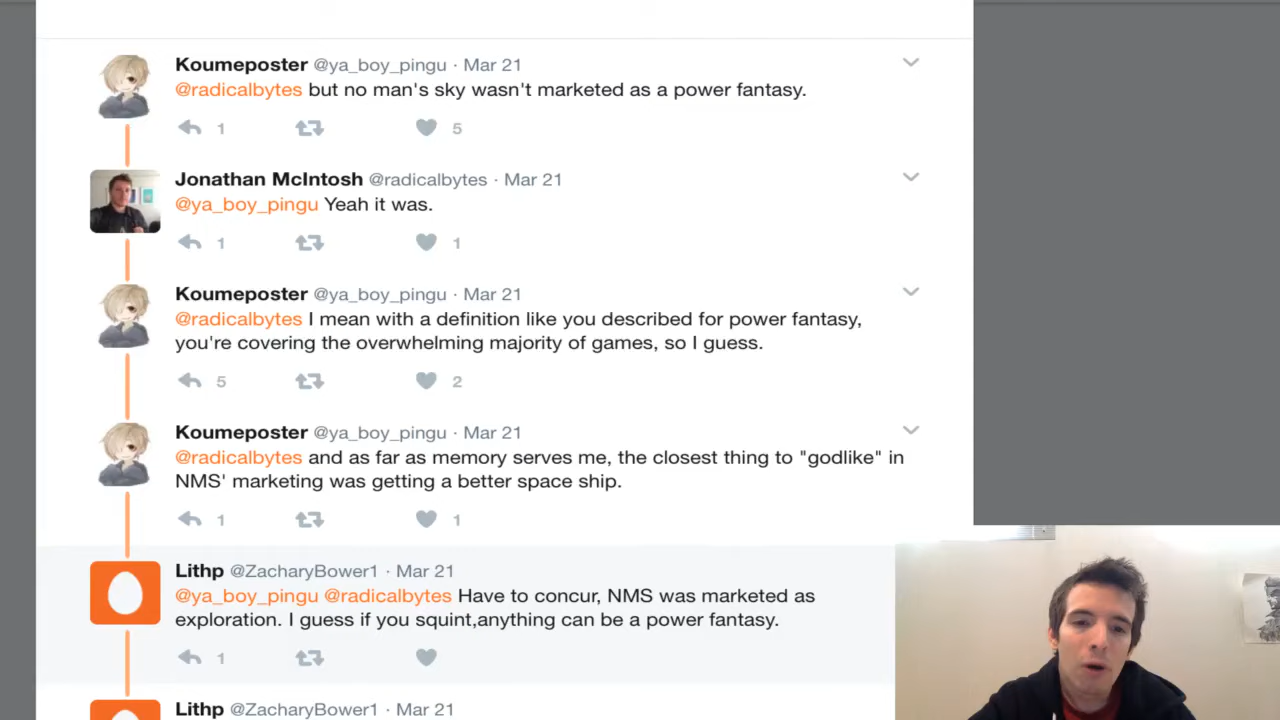 Koumeposter @ya_boy_pingu · Mar 21
@radicalbytes but no man's sky wasn't marketed as a power fantasy.
1 5
Jonathan McIntosh @radicalbytes · Mar 21
@ya_boy_pingu Yeah it was.
1 1
Koumeposter @ya_boy_pingu · Mar 21
@radicalbytes I mean with a definition like you described for power fantasy,
you're covering the overwhelming majority of games, so I guess.
5 2
Koumeposter @ya_boy_pingu · Mar 21
@radicalbytes and as far as memory serves me, the closest thing to "godlike" in
NMS' marketing was getting a better space ship.
1 1
Lithp @ZacharyBower1 · Mar 21
@ya_boy_pingu @radicalbytes Have to concur, NMS was marketed as
exploration. I guess if you squint,anything can be a power fantasy.
1
Lithp @ZacharyBower1 · Mar 21